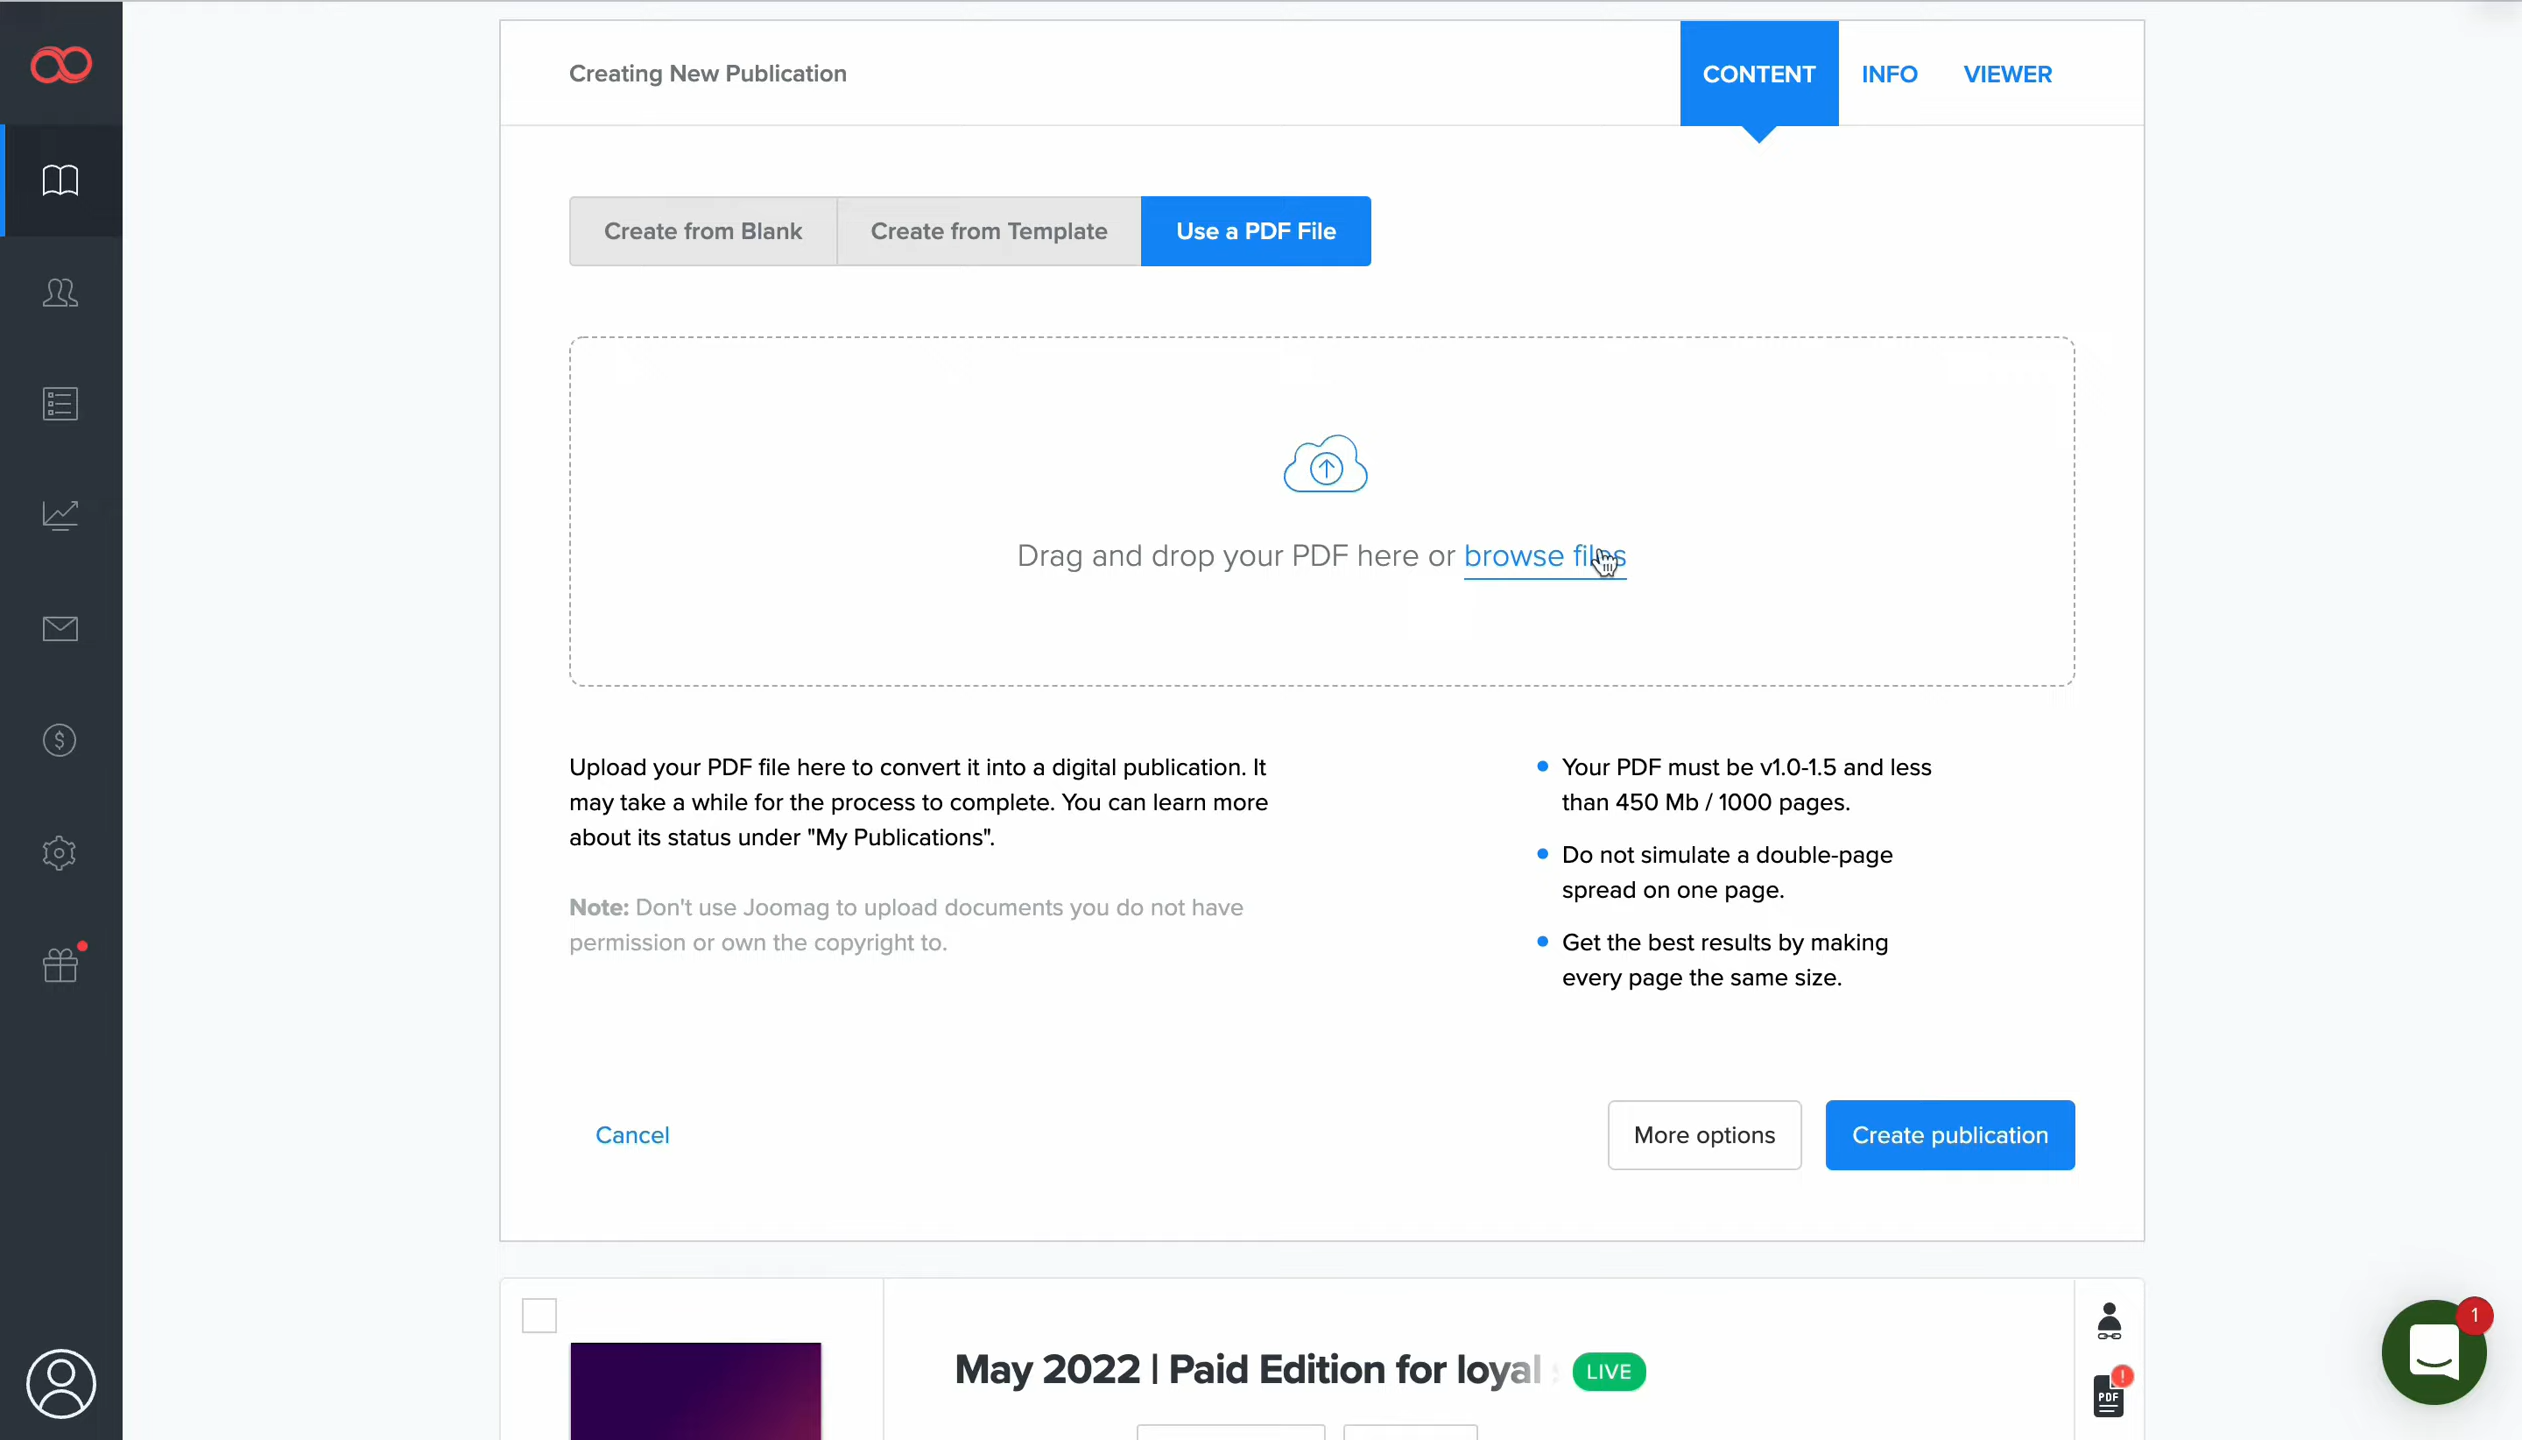 Creating New Publication
CONTENT
INFO
VIEWER
Create from Blank
Create from Template
Use a PDF File
Drag and drop your PDF here or browse files
Upload your PDF file here to convert it into a digital publication. It
may take a while for the process to complete. You can learn more
about its status under "My Publications".
Note: Don't use Joomag to upload documents you do not have
permission or own the copyright to.
Your PDF must be v1.0-1.5 and less
than 450 Mb / 1000 pages.
Do not simulate a double-page
spread on one page.
Get the best results by making
every page the same size.
Cancel
More options
Create publication
May 2022 | Paid Edition for loyal
LIVE
1
!
PDF